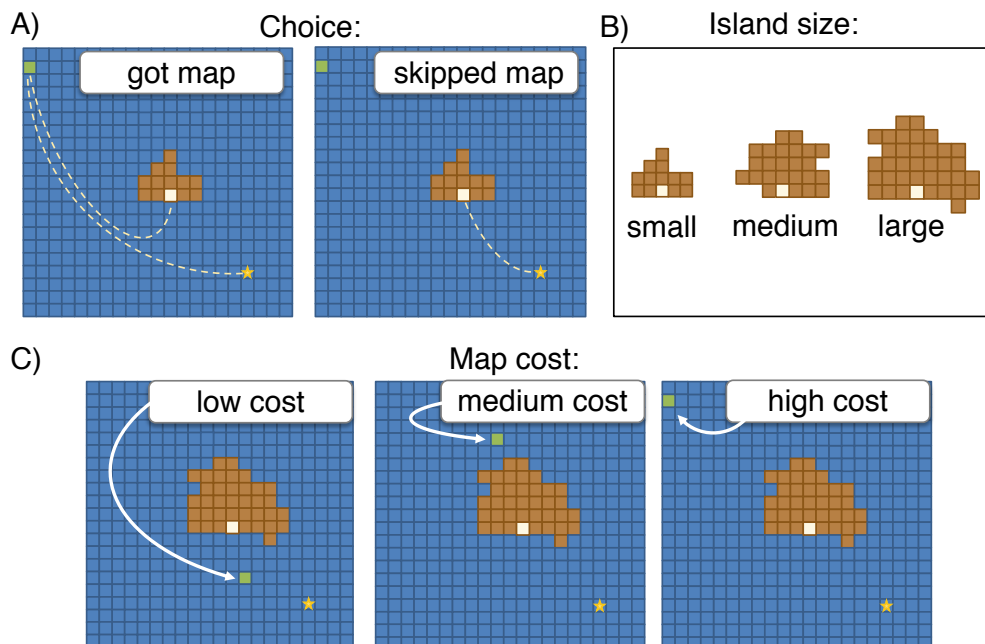 A)
Choice:
got map
skipped map
B)
Island size:
small
medium
large
C)
Map cost:
low cost
medium cost
high cost